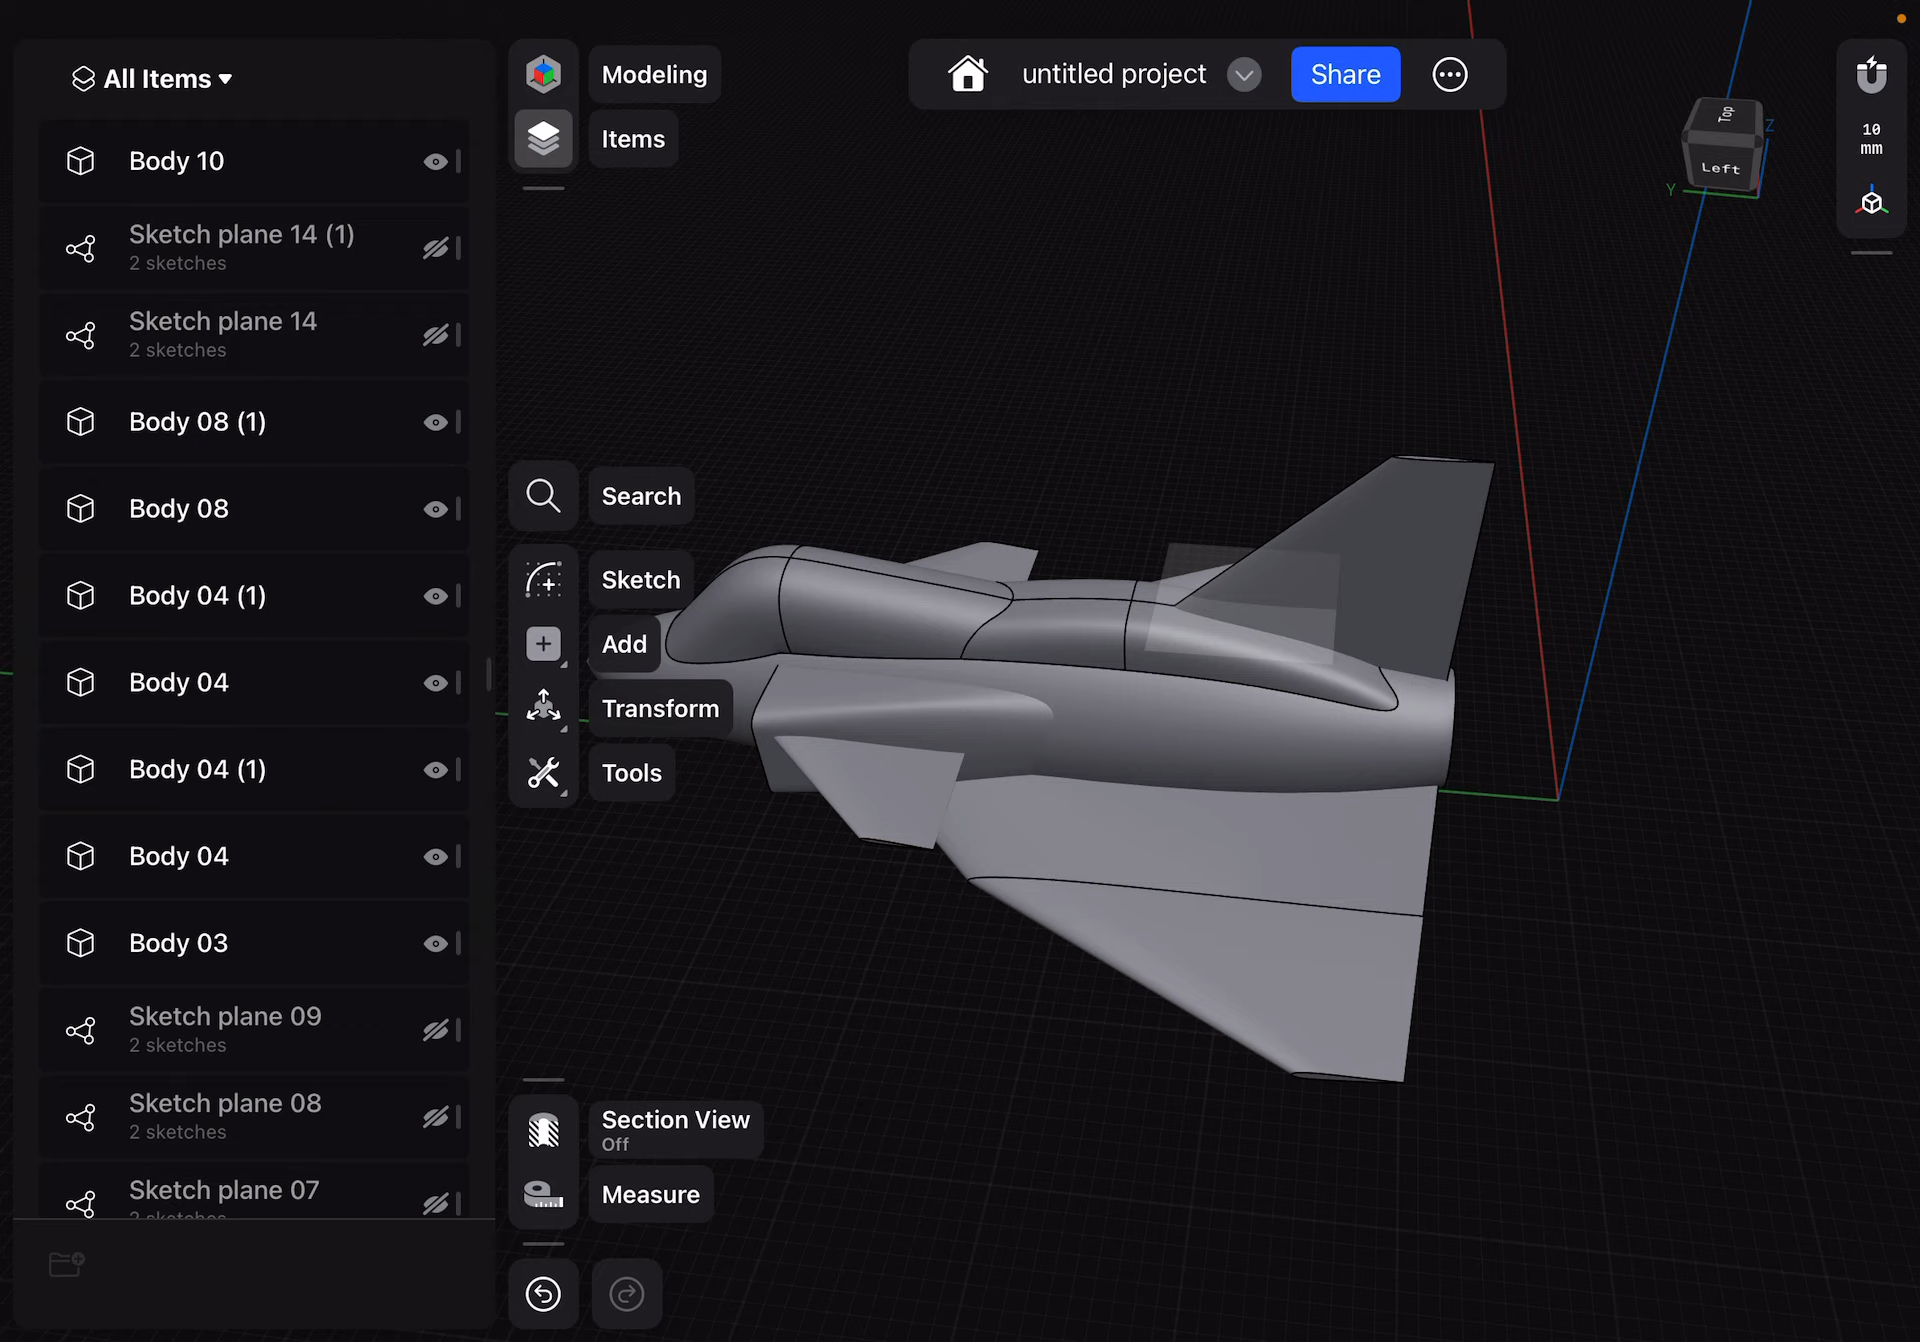 All Items
Body 10
Sketch plane 14 (1)
2 sketches
Sketch plane 14
2 sketches
Body 08 (1)
Body 08
Body 04 (1)
Body 04
Body 04 (1)
Body 04
Body 03
Sketch plane 09
2 sketches
Sketch plane 08
2 sketches
Sketch plane 07
2 sketches
Modeling
Items
Search
Sketch
Add
Transform
Tools
Section View
Off
Measure
untitled project
Share
Top
Left
Z
Y
10
mm